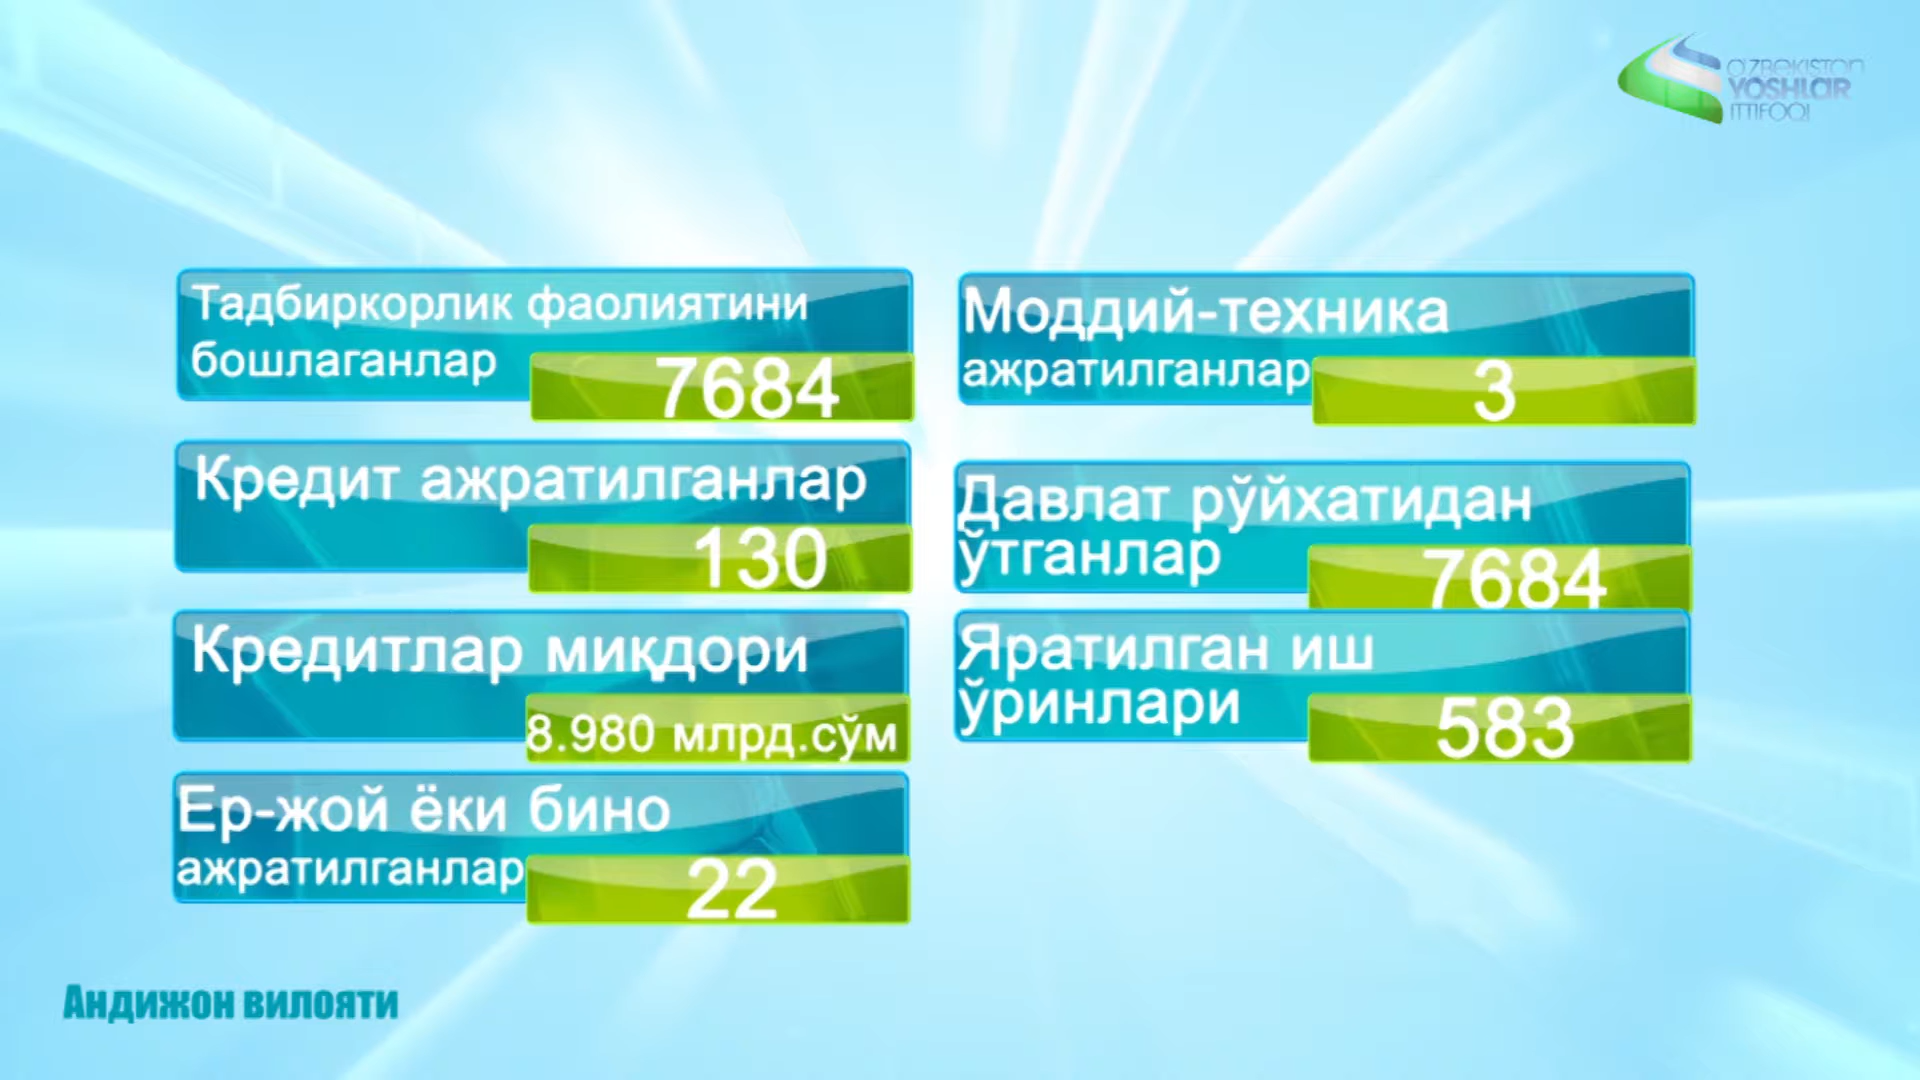 O'ZBEKISTON
YOSHLAR
ITTIFOQI
Тадбиркорлик фаолиятини
бошлаганлар
7684
Кредит ажратилганлар
130
Кредитлар миқдори
8.980 млрд.сўм
Ер-жой ёки бино
ажратилганлар
22
Моддий-техника
ажратилганлар
3
Давлат рўйхатидан
ўтганлар
7684
Яратилган иш
ўринлари
583
Андижон вилояти